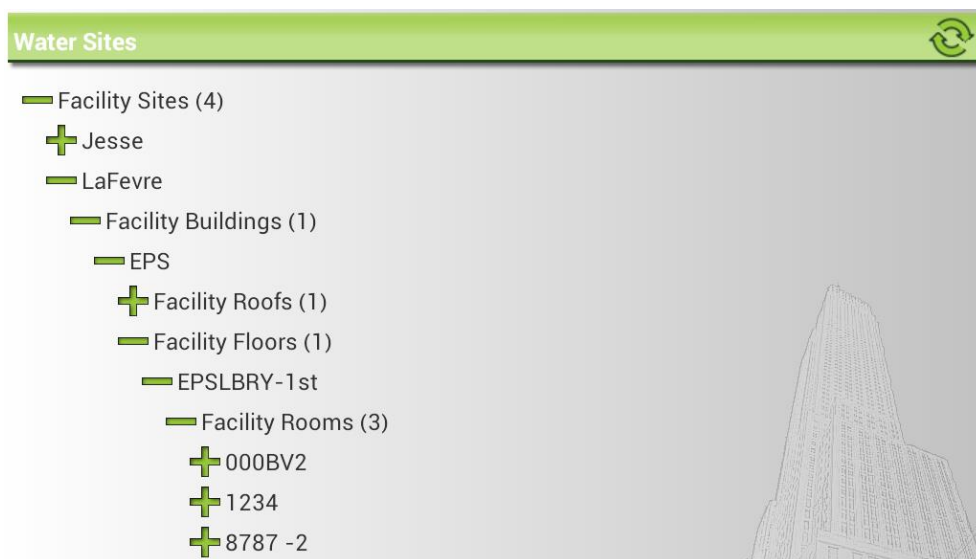 Water Sites
Facility Sites (4)
Jesse
LaFevre
Facility Buildings (1)
EPS
Facility Roofs (1)
Facility Floors (1)
EPSLBRY-1st
Facility Rooms (3)
000BV2
1234
8787 -2